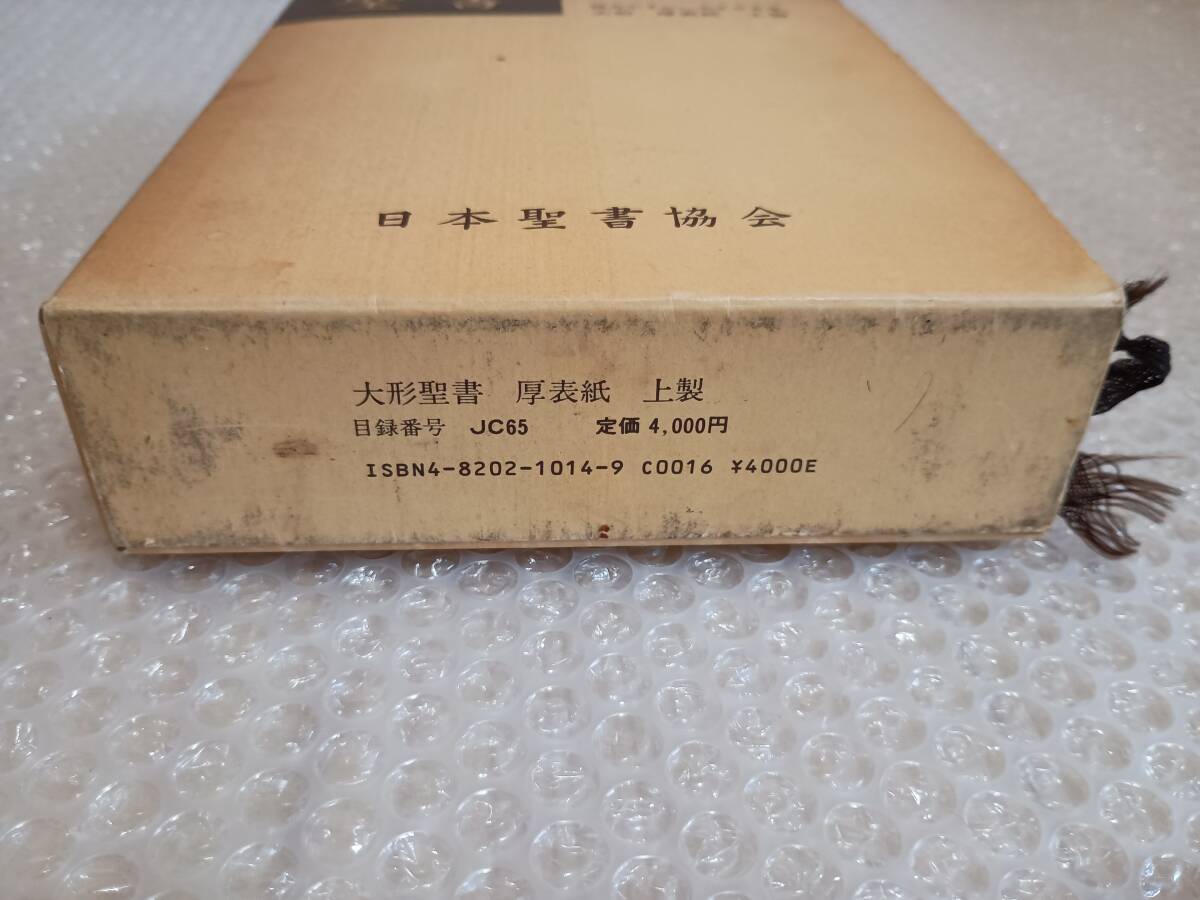 日本聖書協会
大形聖書 厚表紙 上製
目録番号 JC65 定価 4,000円
ISBN4-8202-1014-9 C0016 ¥4000E